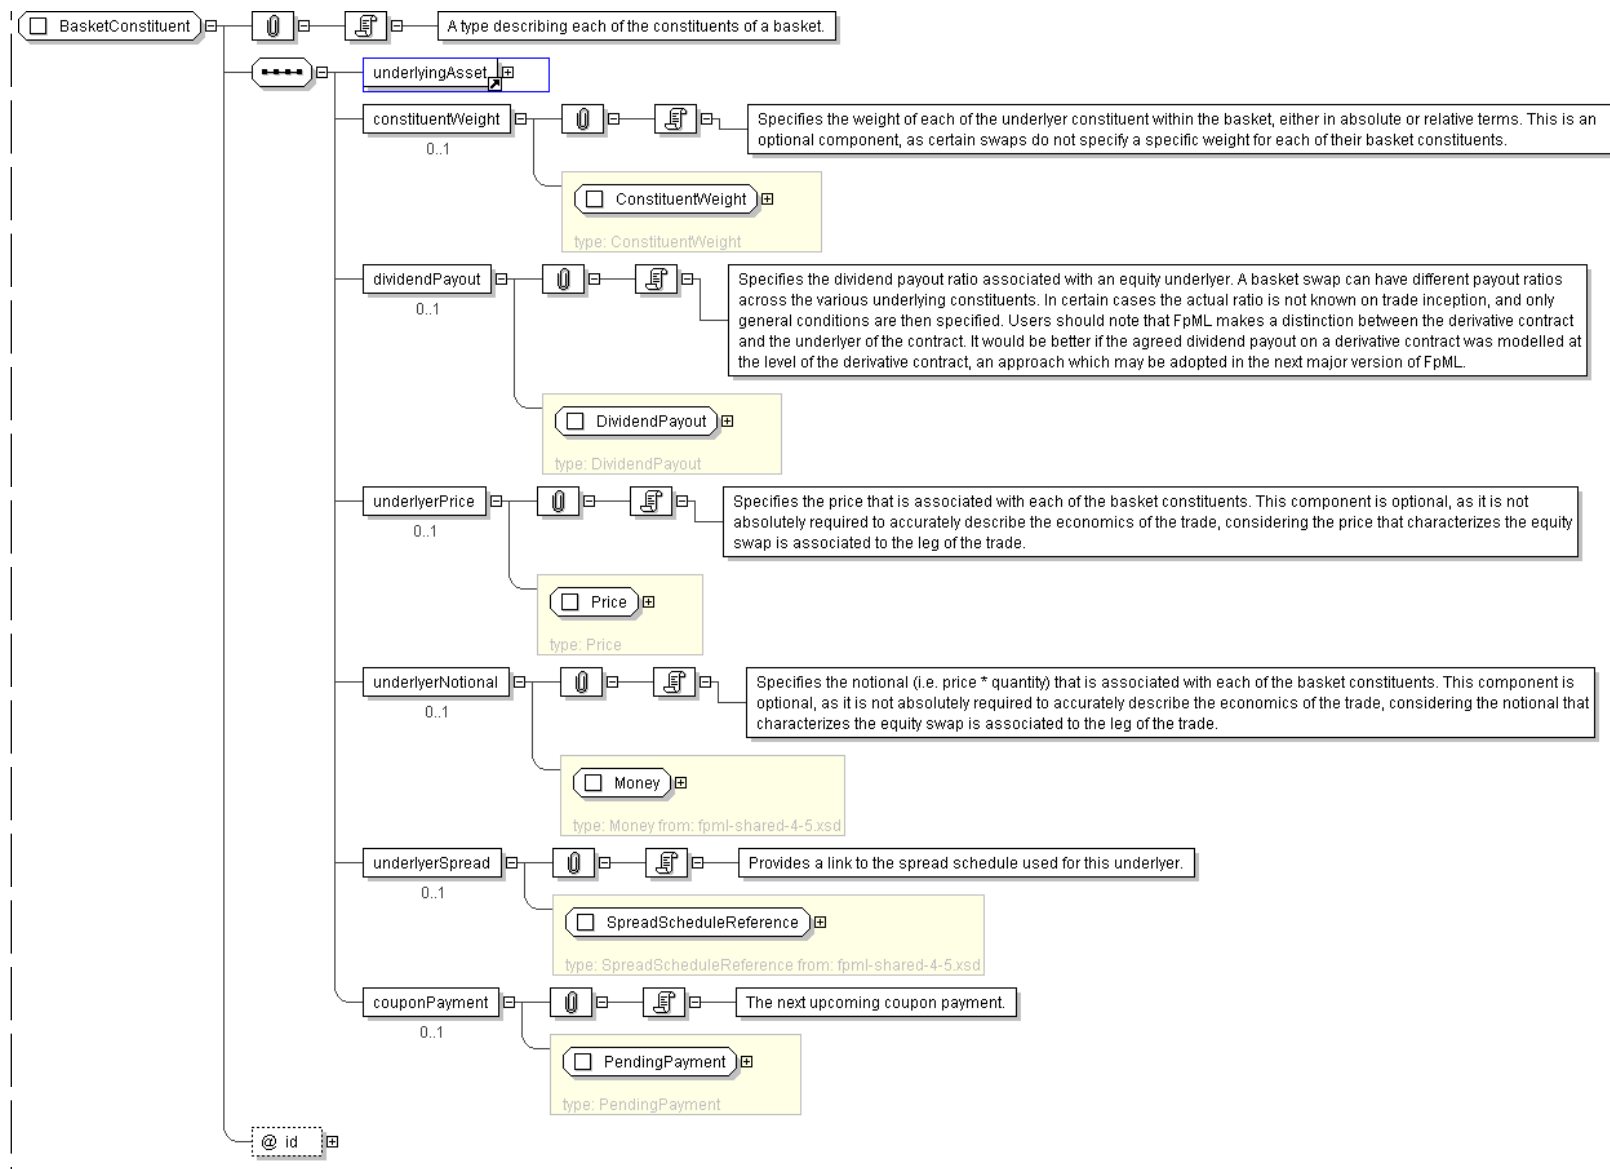 BasketConstituent
A type describing each of the constituents of a basket.
underlyingAsset
constituentWeight
0..1
Specifies the weight of each of the underlyer constituent within the basket, either in absolute or relative terms. This is an
optional component, as certain swaps do not specify a specific weight for each of their basket constituents.
ConstituentWeight
type: ConstituentWeight
dividendPayout
0..1
Specifies the dividend payout ratio associated with an equity underlyer. A basket swap can have different payout ratios
across the various underlying constituents. In certain cases the actual ratio is not known on trade inception, and only
general conditions are then specified. Users should note that FpML makes a distinction between the derivative contract
and the underlyer of the contract. It would be better if the agreed dividend payout on a derivative contract was modelled at
the level of the derivative contract, an approach which may be adopted in the next major version of FpML.
DividendPayout
type: DividendPayout
underlyerPrice
0..1
Specifies the price that is associated with each of the basket constituents. This component is optional, as it is not
absolutely required to accurately describe the economics of the trade, considering the price that characterizes the equity
swap is associated to the leg of the trade.
Price
type: Price
underlyerNotional
0..1
Specifies the notional (i.e. price * quantity) that is associated with each of the basket constituents. This component is
optional, as it is not absolutely required to accurately describe the economics of the trade, considering the notional that
characterizes the equity swap is associated to the leg of the trade.
Money
type: Money from: fpml-shared-4-5.xsd
underlyerSpread
0..1
Provides a link to the spread schedule used for this underlyer.
SpreadScheduleReference
type: SpreadScheduleReference from: fpml-shared-4-5.xsd
couponPayment
0..1
The next upcoming coupon payment.
PendingPayment
type: PendingPayment
@ id